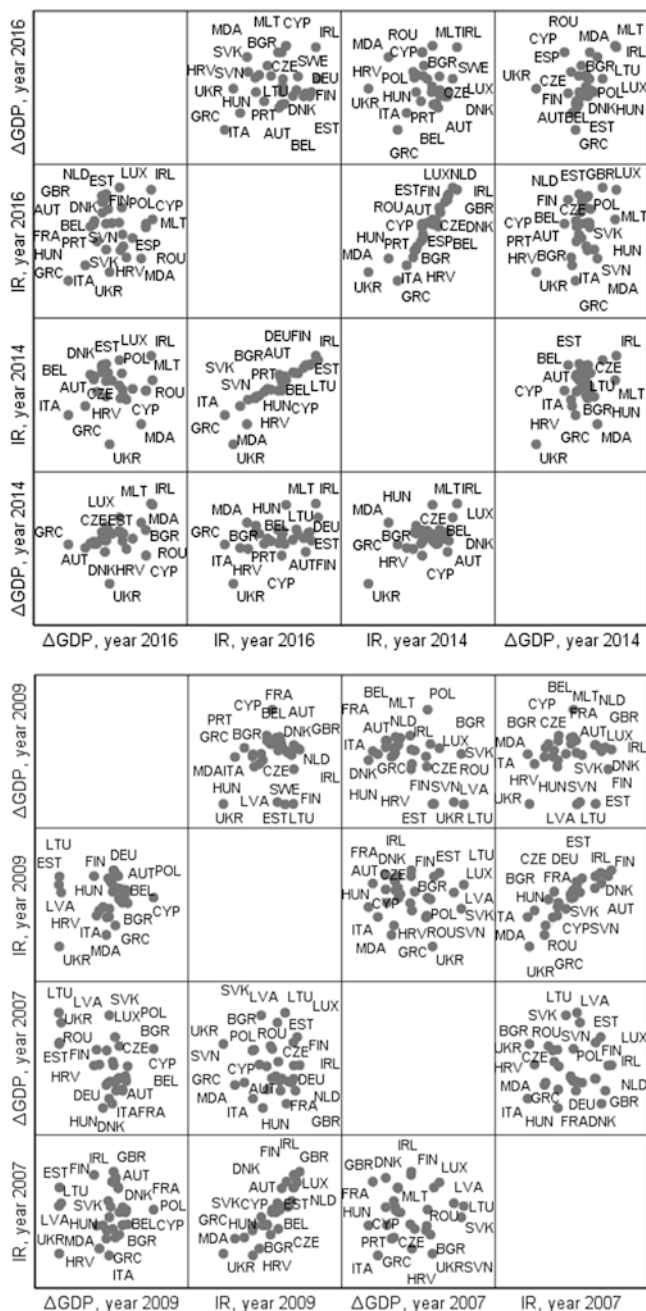 MLT CYP
MDA IRL
SVK BGR
CZE SWE
HRV SVN DEU
UKR LTU FIN
HUN DNK
GRC PRT EST
ITA AUT BEL
ROU MLT IRL
MDA CYP
BGR
HRV POL SWE
UKR HUN CZE LUX
PRT DNK
BEL AUT
GRC
ROU MDA MLT
CYP IRL
ESP BGR LTU
UKR CZE POL LUX
FIN DNK HUN
AUT BEL
EST
GRC
ΔGDP, year 2016
NLD EST LUX IRL
GBR FIN
AUT DNK POL CYP
BEL MLT
FRA SVN ESP
PRT
HUN SVK ROU
GRC ITA HRV MDA
UKR
LUX NLD
EST FIN IRL
ROU AUT GBR
CYP CZE DNK
HUN ESP BEL
PRT
MDA BGR
UKR HRV
GRC
EST GBR LUX
NLD
FIN POL
CZE
CYP BEL MLT
PRT AUT SVK
HRV BGR HUN
UKR ITA SVN
MDA
GRC
IR, year 2016
DNK EST LUX IRL
BEL POL MLT
AUT CZE ROU
ITA HRV CYP
GRC MDA
UKR
DEU FIN
BGR AUT
SVK PRT EST
SVN BEL LTU
ITA HUN CYP
GRC HRV
MDA
UKR
EST IRL
BEL CZE
AUT
CYP LTU MLT
ITA BGR HUN
GRC MDA
UKR
IR, year 2014
MLT IRL
LUX
CZE EST MDA
GRC BGR
AUT ROU
DNK HRV CYP
UKR
HUN MLT IRL
MDA
BEL LTU
GRC BGR DEU
ITA PRT EST
HRV AUT FIN
UKR CYP
HUN MLT IRL
MDA
CZE LUX
GRC BGR BEL
ITA DNK
HRV AUT
UKR CYP
ΔGDP, year 2014
ΔGDP, year 2016 IR, year 2016 IR, year 2014 ΔGDP, year 2014
CYP FRA
PRT BEL AUT
GRC BGR DNK GBR
NLD
MDA ITA CZE IRL
HUN SWE
LVA FIN
UKR EST LTU
BEL MLT POL
FRA
AUT NLD IRL BGR
ITA LUX
DNK GRC CZE SVK
ROU
HUN FIN SVN
HRV LVA
EST UKR LTU
BEL
CYP MLT NLD
BGR CZE FRA GBR
MDA AUT LUX
ITA SVK IRL
HRV DNK
HUN SVN FIN
UKR EST
LVA LTU
ΔGDP, year 2009
LTU DEU
EST FIN AUT POL
HUN BEL
LVA CYP
HRV ITA BGR
MDA GRC
UKR
IRL
FRA DNK EST LTU
AUT CZE FIN LUX
HUN BGR
CYP LVA
POL SVK
ITA HRV ROU SVN
MDA GRC UKR
EST
CZE DEU IRL FIN
BGR FRA DNK
HUN
ITA SVK AUT
MDA CYP SVN
ROU
UKR GRC
IR, year 2009
LTU LVA SVK
UKR LUX POL
ROU BGR
EST FIN CZE
HRV CYP
DEU BEL
AUT
HUN ITA FRA
DNK
SVK LVA LTU LUX
BGR EST
UKR POL ROU FIN
SVN CZE
CYP IRL
GRC AUT DEU
MDA NLD
ITA FRA
HUN GBR
LTU LVA
SVK EST
BGR ROU LUX
UKR SVN
CZE POL FIN
HRV IRL
MDA NLD
GRC DEU GBR
ITA HUN FRA DNK
ΔGDP, year 2007
IRL GBR
EST FIN AUT
LTU DNK FRA
SVK POL
LVA HUN BEL CYP
UKR MDA BGR
HRV GRC
ITA
IRL GBR
DNK FIN
AUT LUX
SVK CYP EST NLD
GRC
HUN BEL
MDA BGR CZE
UKR HRV
IRL
GBR DNK FIN LUX
FRA MLT LVA
HUN ROU LTU
CYP SVK
PRT CZE
ITA GRC BGR
HRV UKR SVN
IR, year 2007
ΔGDP, year 2009 IR, year 2009 ΔGDP, year 2007 IR, year 2007